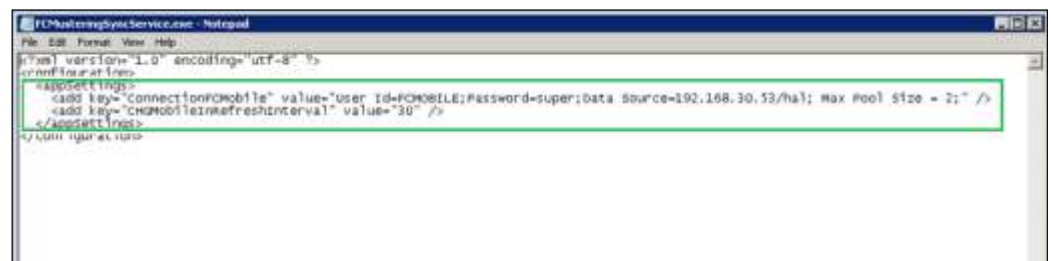 FCMusteringSyncService.exe - Notepad
File Edit Format View Help
<?xml version="1.0" encoding="utf-8" ?>
<configuration>
<appSettings>
<add key="ConnectionFCMobile" value="User Id=FCMOBILE;Password=super;Data Source=192.168.30.53/hal; Max Pool Size = 2;" />
<add key="CHGMobileInRefreshInterval" value="30" />
</appSettings>
</configuration>